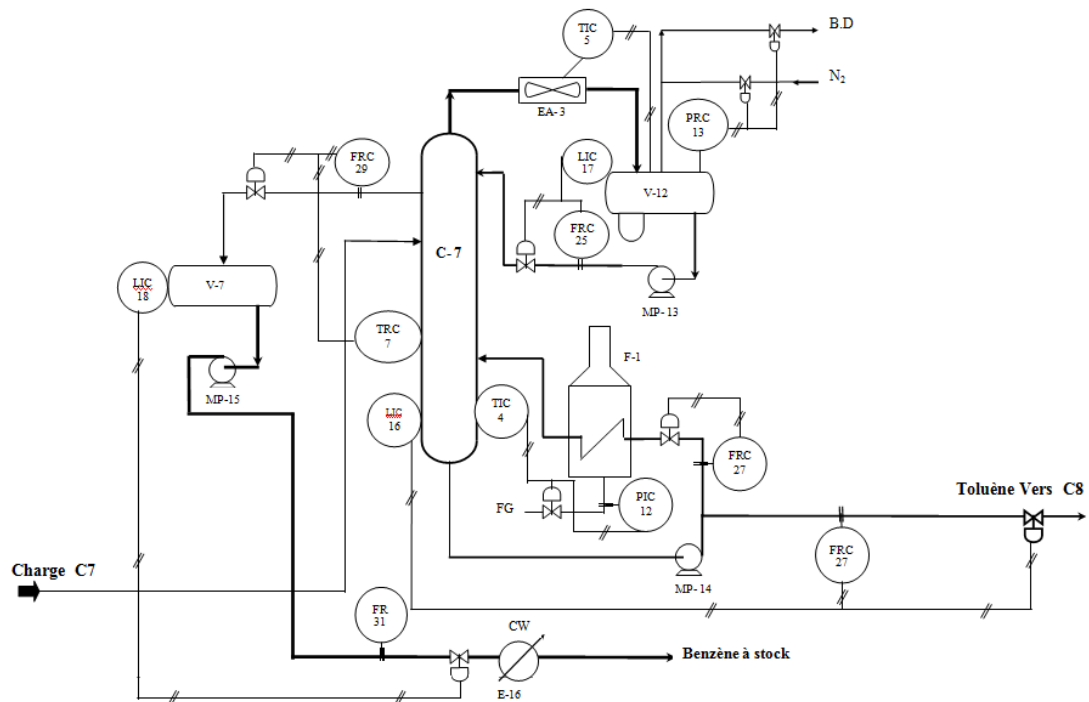 TIC
5
B.D
N2
EA-3
PRC
13
FRC
29
LIC
17
V-12
FRC
25
C-7
LIC
18
V-7
MP-13
TRC
7
F-1
MP-15
LIC
16
TIC
4
FRC
27
FG
PIC
12
Toluène Vers C8
FRC
27
MP-14
Charge C7
FR
31
CW
Benzène à stock
E-16